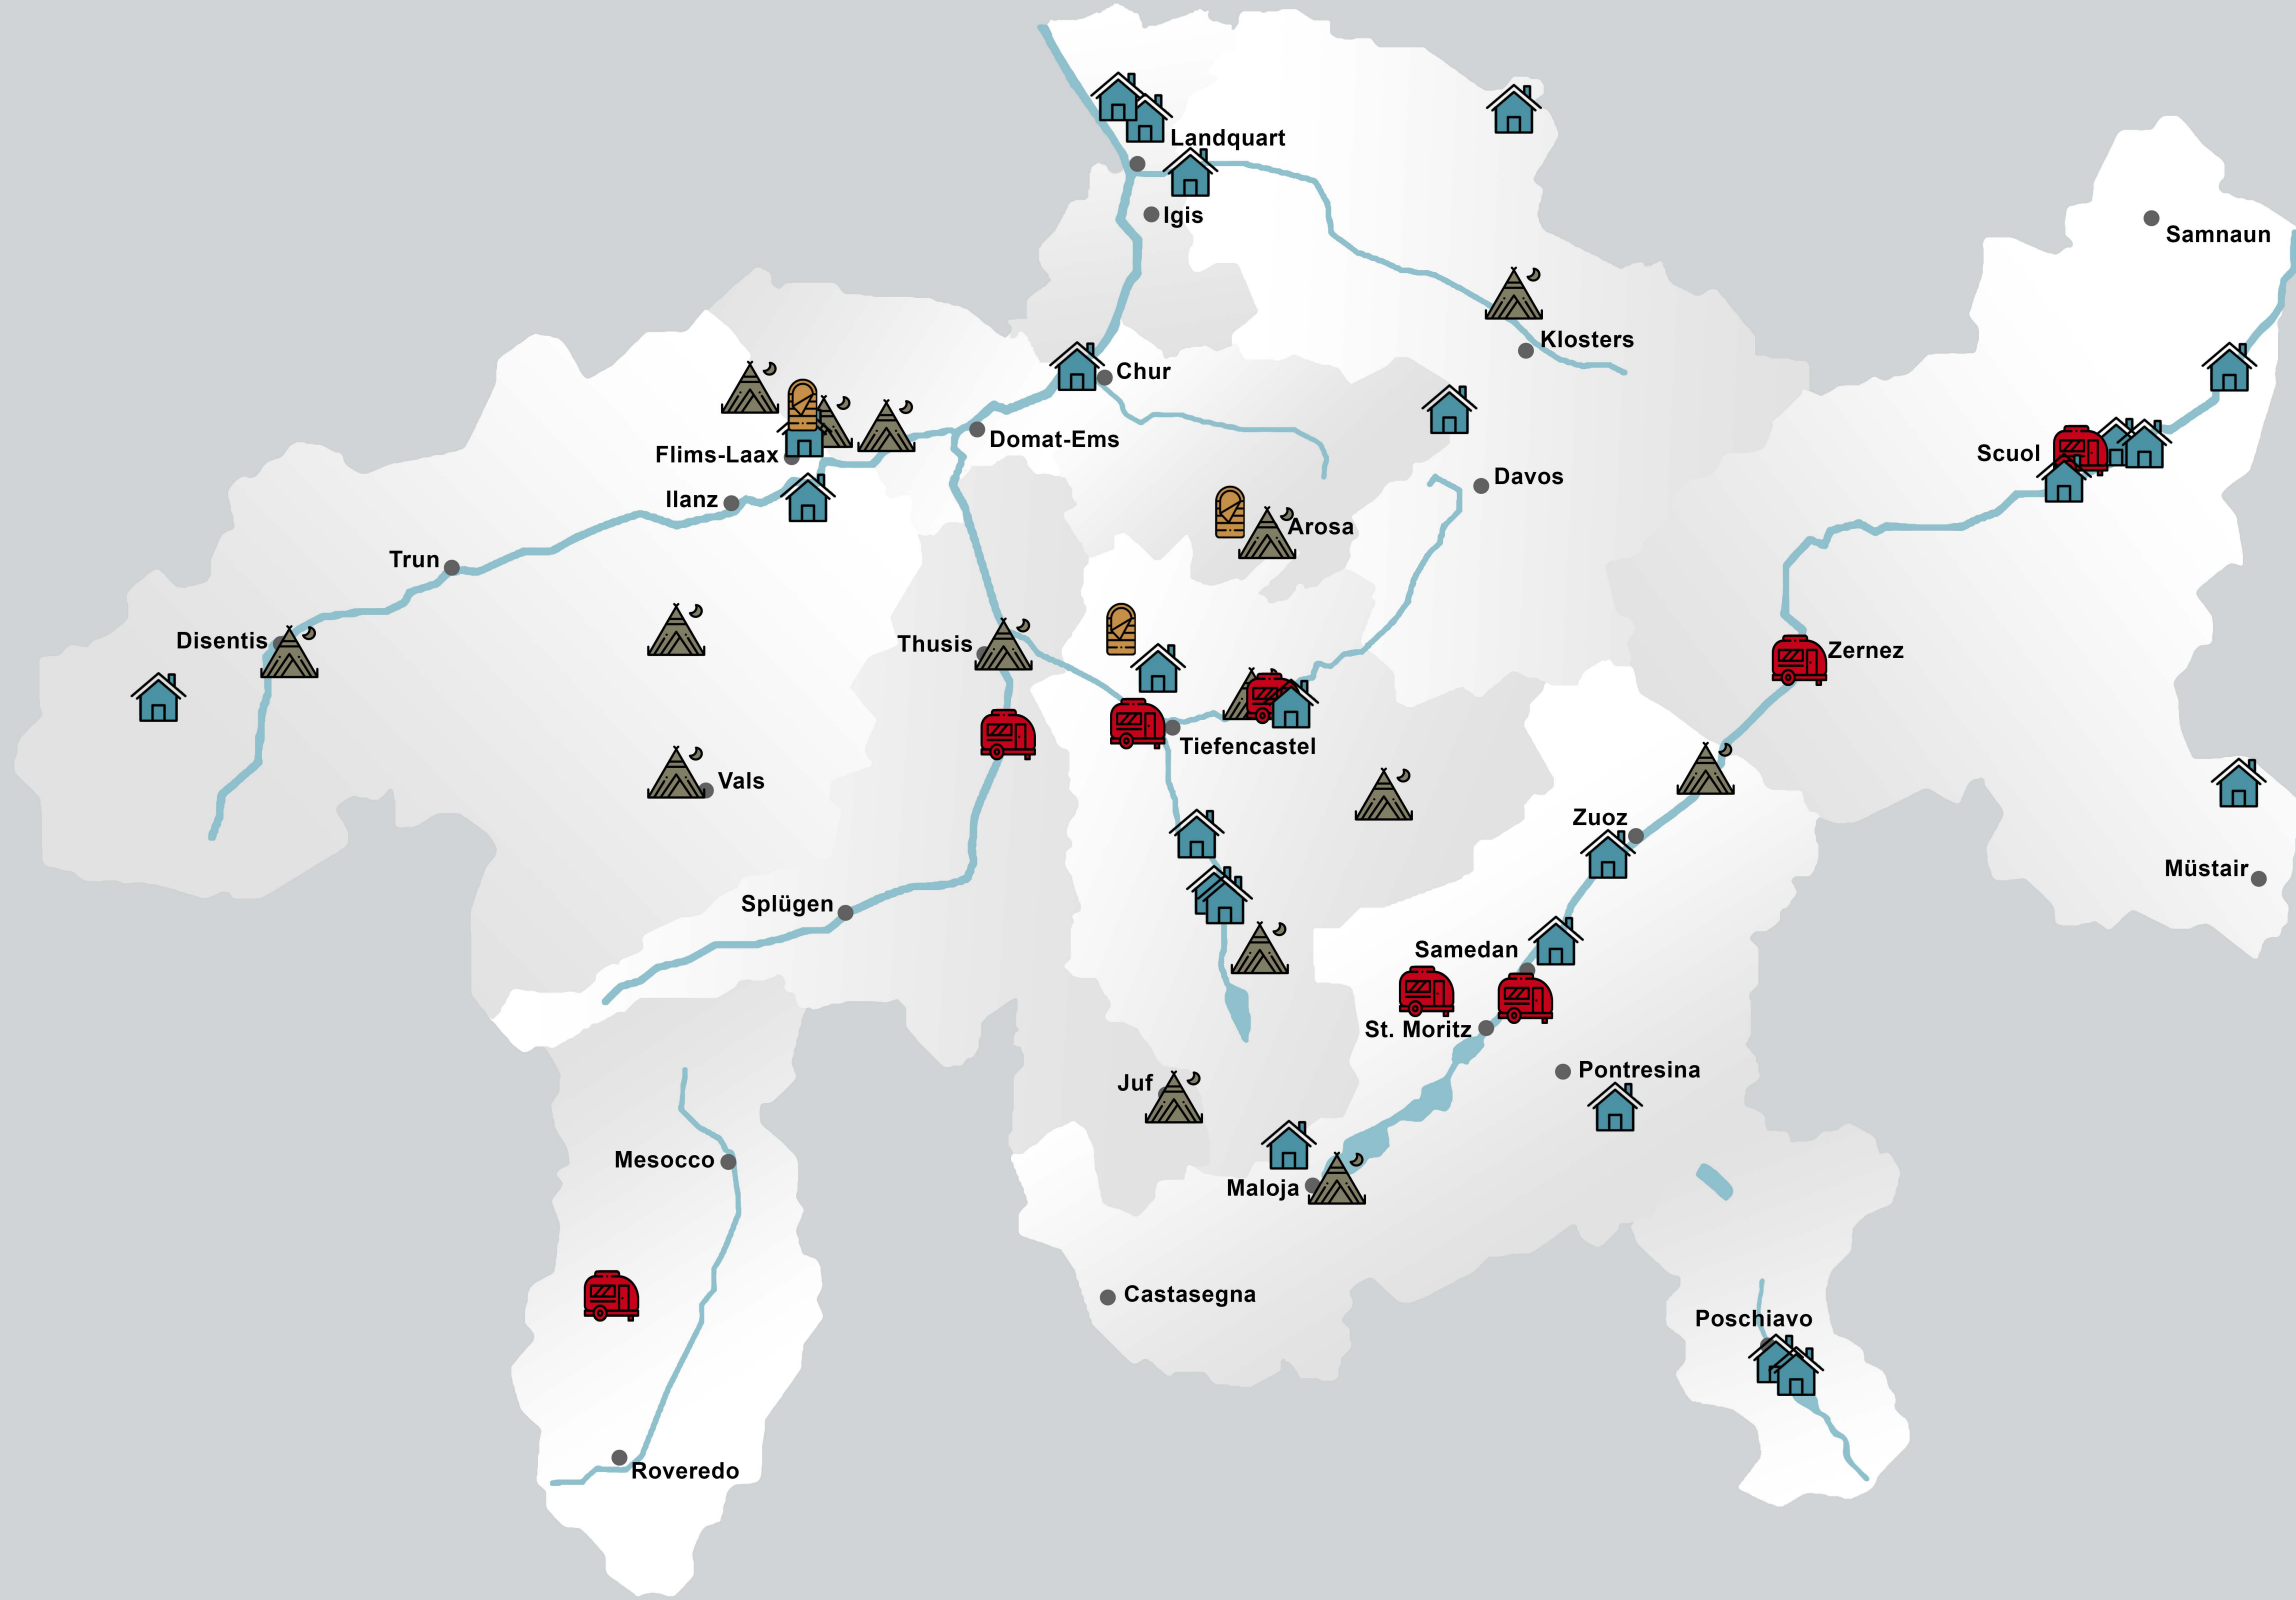 Landquart
Igis
Samnaun
Klosters
Chur
Domat-Ems
Flims-Laax
Scuol
Davos
Ilanz
Arosa
Trun
Disentis
Thusis
Zernez
Tiefencastel
Vals
Zuoz
Müstair
Splügen
Samedan
St. Moritz
Pontresina
Juf
Mesocco
Maloja
Castasegna
Poschiavo
Roveredo